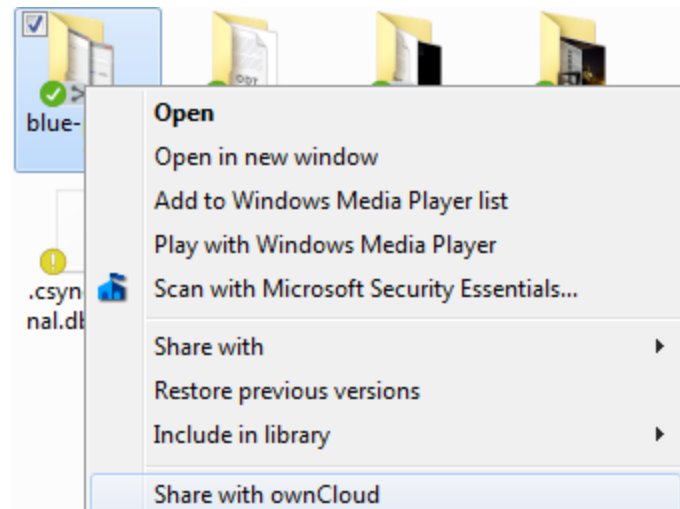 ODT
blue-
Open
Open in new window
Add to Windows Media Player list
Play with Windows Media Player
Scan with Microsoft Security Essentials...
.csyn
nal.db
Share with
Restore previous versions
Include in library
Share with ownCloud